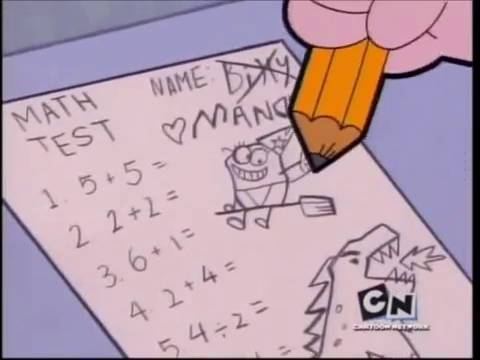 NAME:
MATH
TEST
1. 5+5=
2 2+2=
3. 6+1=
4. 2+4=
5 4÷2=
CN
CARTOON NETWORK